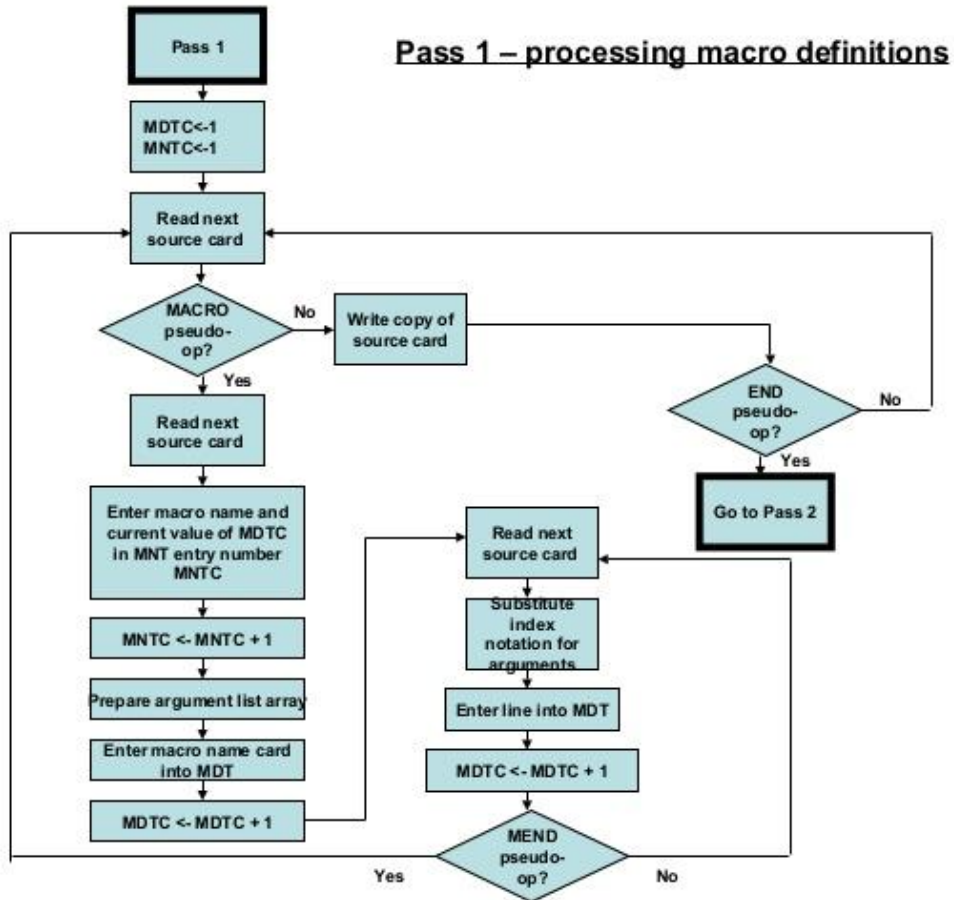 Pass 1
Pass 1 – processing macro definitions
MDTC<-1
MNTC<-1
Read next
source card
MACRO
pseudo-
op?
No
Write copy of
source card
Yes
END
pseudo-
op?
No
Yes
Go to Pass 2
Read next
source card
Enter macro name and
current value of MDTC
in MNT entry number
MNTC
MNTC <- MNTC + 1
Prepare argument list array
Enter macro name card
into MDT
MDTC <- MDTC + 1
Read next
source card
Substitute
index
notation for
arguments
Enter line into MDT
MDTC <- MDTC + 1
MEND
pseudo-
op?
Yes
No